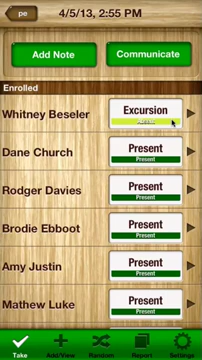 pe
4/5/13, 2:55 PM
Add Note
Communicate
Enrolled
Whitney Beseler
Excursion
Dane Church
Present
Present
Rodger Davies
Present
Present
Brodie Ebboot
Present
Present
Amy Justin
Present
Present
Mathew Luke
Present
Present
Take
Add/View
Random
Report
Settings